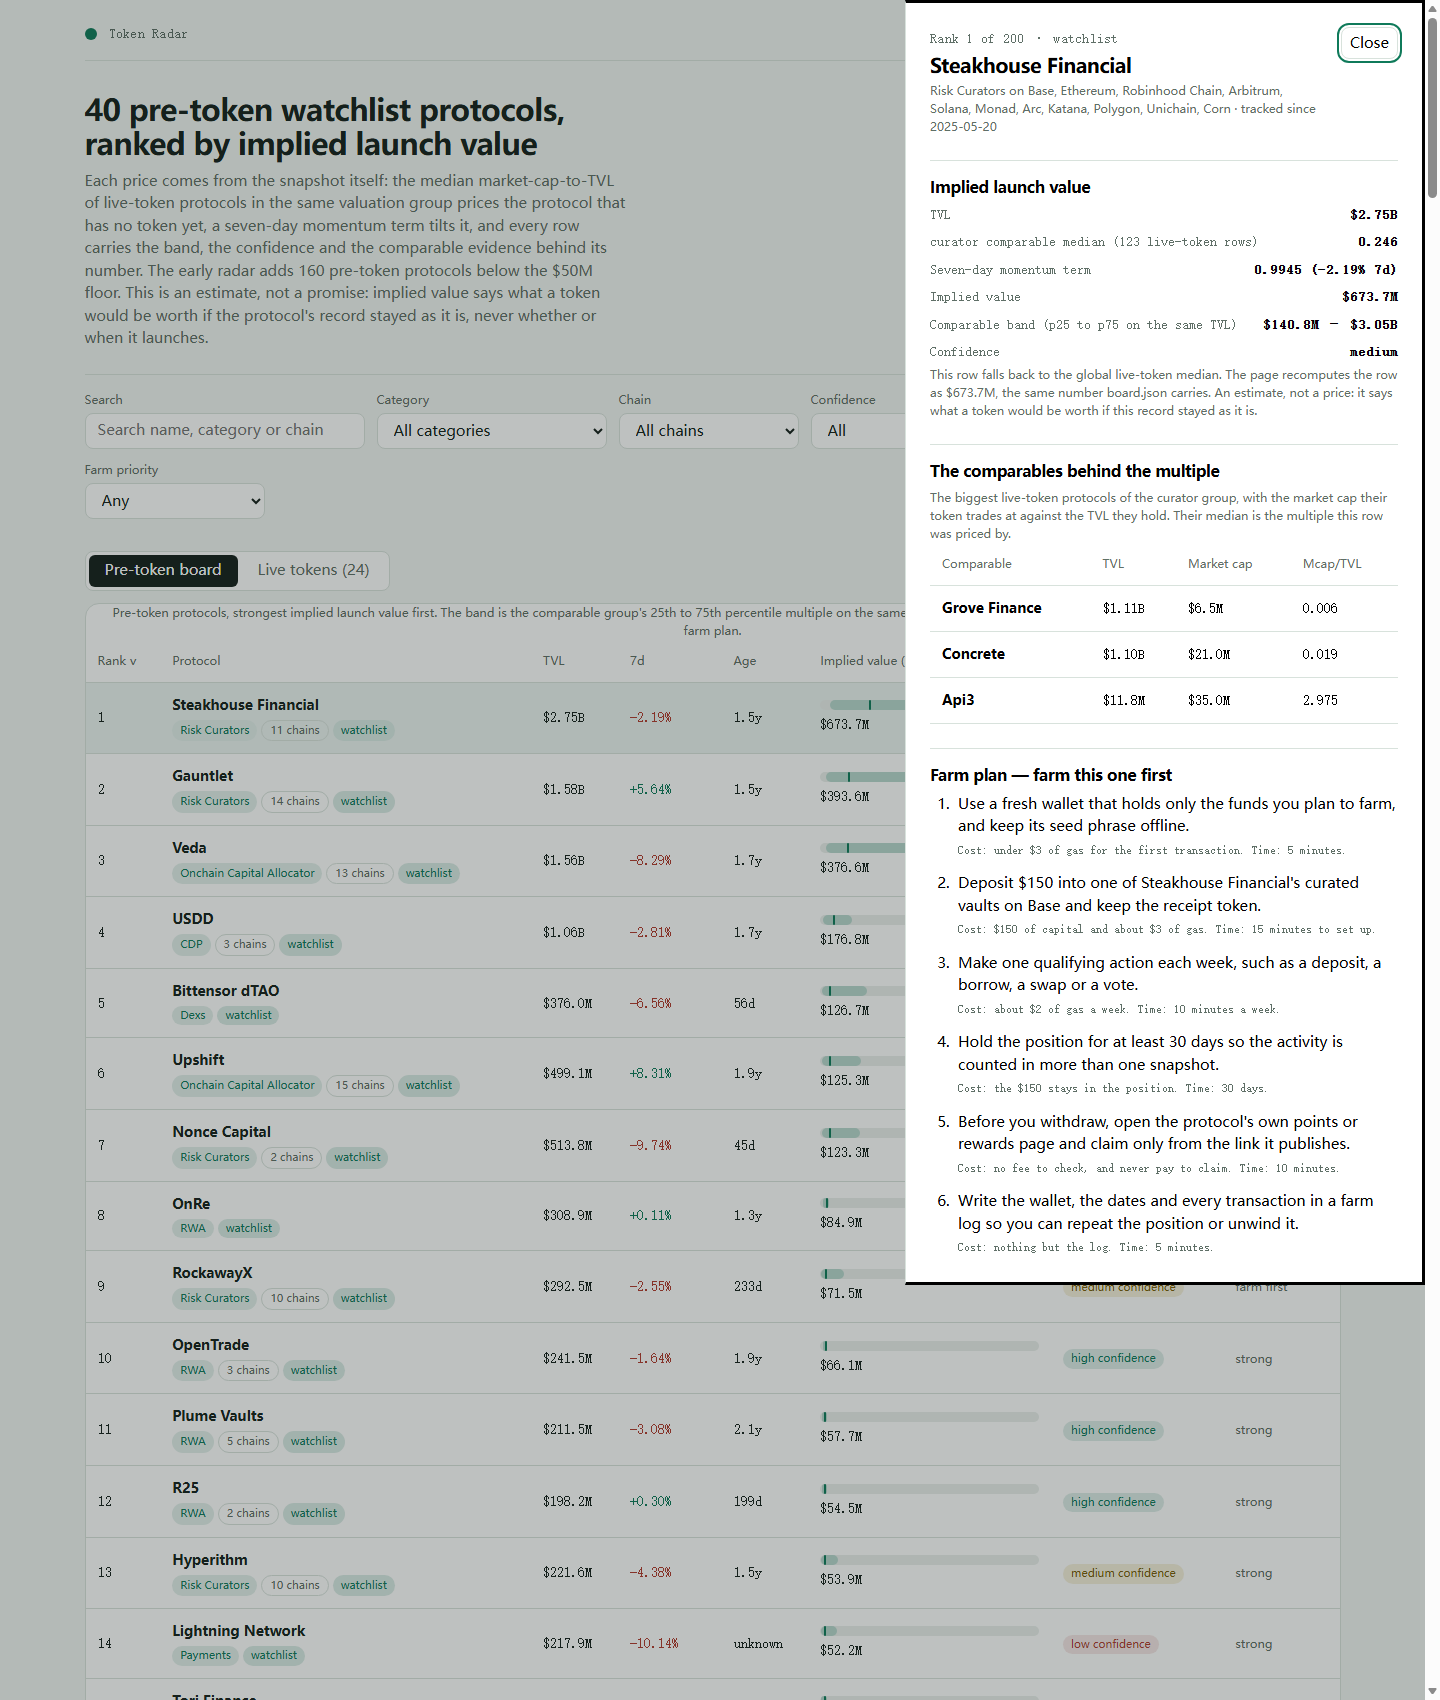 Token Radar
40 pre-token watchlist protocols,
ranked by implied launch value
Each price comes from the snapshot itself: the median market-cap-to-TVL
of live-token protocols in the same valuation group prices the protocol that
has no token yet, a seven-day momentum term tilts it, and every row
carries the band, the confidence and the comparable evidence behind its
number. The early radar adds 160 pre-token protocols below the $50M
floor. This is an estimate, not a promise: implied value says what a token
would be worth if the protocol's record stayed as it is, never whether or
when it launches.
Search
Category
Chain
Confidence
Search name, category or chain
All categories
All chains
All
Farm priority
Any
Pre-token board
Live tokens (24)
Pre-token protocols, strongest implied launch value first. The band is the comparable group's 25th to 75th percentile multiple on the same
farm plan.
Rank v Protocol TVL 7d Age Implied value (
1 Steakhouse Financial $2.75B −2.19% 1.5y $673.7M
Risk Curators 11 chains watchlist
2 Gauntlet $1.58B +5.64% 1.5y $393.6M
Risk Curators 14 chains watchlist
3 Veda $1.56B −8.29% 1.7y $376.6M
Onchain Capital Allocator 13 chains watchlist
4 USDD $1.06B −2.81% 1.7y $176.8M
CDP 3 chains watchlist
5 Bittensor dTAO $376.0M −6.56% 56d $126.7M
Dexs watchlist
6 Upshift $499.1M +8.31% 1.9y $125.3M
Onchain Capital Allocator 15 chains watchlist
7 Nonce Capital $513.8M −9.74% 45d $123.3M
Risk Curators 2 chains watchlist
8 OnRe $308.9M +0.11% 1.3y $84.9M
RWA watchlist
9 RockawayX $292.5M −2.55% 233d $71.5M medium confidence farm first
Risk Curators 10 chains watchlist
10 OpenTrade $241.5M −1.64% 1.9y $66.1M high confidence strong
RWA 3 chains watchlist
11 Plume Vaults $211.5M −3.08% 2.1y $57.7M high confidence strong
RWA 5 chains watchlist
12 R25 $198.2M +0.30% 199d $54.5M high confidence strong
RWA 2 chains watchlist
13 Hyperithm $221.6M −4.38% 1.5y $53.9M medium confidence strong
Risk Curators 10 chains watchlist
14 Lightning Network $217.9M −10.14% unknown $52.2M low confidence strong
Payments watchlist
Rank 1 of 200 · watchlist
Close
Steakhouse Financial
Risk Curators on Base, Ethereum, Robinhood Chain, Arbitrum,
Solana, Monad, Arc, Katana, Polygon, Unichain, Corn · tracked since
2025-05-20
Implied launch value
TVL $2.75B
curator comparable median (123 live-token rows) 0.246
Seven-day momentum term 0.9945 (−2.19% 7d)
Implied value $673.7M
Comparable band (p25 to p75 on the same TVL) $140.8M – $3.05B
Confidence medium
This row falls back to the global live-token median. The page recomputes the row
as $673.7M, the same number board.json carries. An estimate, not a price: it says
what a token would be worth if this record stayed as it is.
The comparables behind the multiple
The biggest live-token protocols of the curator group, with the market cap their
token trades at against the TVL they hold. Their median is the multiple this row
was priced by.
Comparable TVL Market cap Mcap/TVL
Grove Finance $1.11B $6.5M 0.006
Concrete $1.10B $21.0M 0.019
Api3 $11.8M $35.0M 2.975
Farm plan — farm this one first
1. Use a fresh wallet that holds only the funds you plan to farm,
and keep its seed phrase offline.
Cost: under $3 of gas for the first transaction. Time: 5 minutes.
2. Deposit $150 into one of Steakhouse Financial's curated
vaults on Base and keep the receipt token.
Cost: $150 of capital and about $3 of gas. Time: 15 minutes to set up.
3. Make one qualifying action each week, such as a deposit, a
borrow, a swap or a vote.
Cost: about $2 of gas a week. Time: 10 minutes a week.
4. Hold the position for at least 30 days so the activity is
counted in more than one snapshot.
Cost: the $150 stays in the position. Time: 30 days.
5. Before you withdraw, open the protocol's own points or
rewards page and claim only from the link it publishes.
Cost: no fee to check, and never pay to claim. Time: 10 minutes.
6. Write the wallet, the dates and every transaction in a farm
log so you can repeat the position or unwind it.
Cost: nothing but the log. Time: 5 minutes.